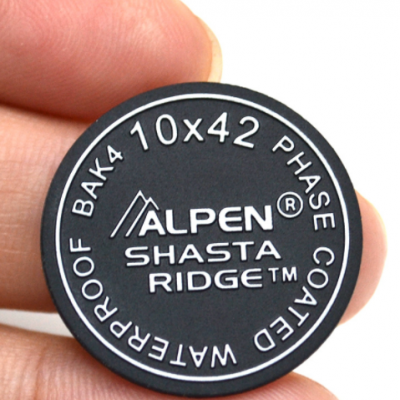 10x42 PHASE COATED WATERPROOF BAK4
ALPEN®
SHASTA
RIDGE™